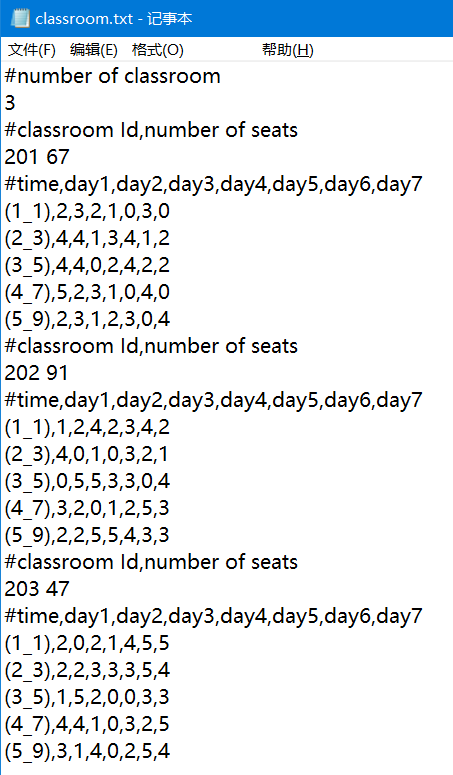 classroom.txt - 记事本
文件(F) 编辑(E) 格式(O) 帮助(H)
#number of classroom
3
#classroom Id,number of seats
201 67
#time,day1,day2,day3,day4,day5,day6,day7
(1_1),2,3,2,1,0,3,0
(2_3),4,4,1,3,4,1,2
(3_5),4,4,0,2,4,2,2
(4_7),5,2,3,1,0,4,0
(5_9),2,3,1,2,3,0,4
#classroom Id,number of seats
202 91
#time,day1,day2,day3,day4,day5,day6,day7
(1_1),1,2,4,2,3,4,2
(2_3),4,0,1,0,3,2,1
(3_5),0,5,5,3,3,0,4
(4_7),3,2,0,1,2,5,3
(5_9),2,2,5,5,4,3,3
#classroom Id,number of seats
203 47
#time,day1,day2,day3,day4,day5,day6,day7
(1_1),2,0,2,1,4,5,5
(2_3),2,2,3,3,3,5,4
(3_5),1,5,2,0,0,3,3
(4_7),4,4,1,0,3,2,5
(5_9),3,1,4,0,2,5,4